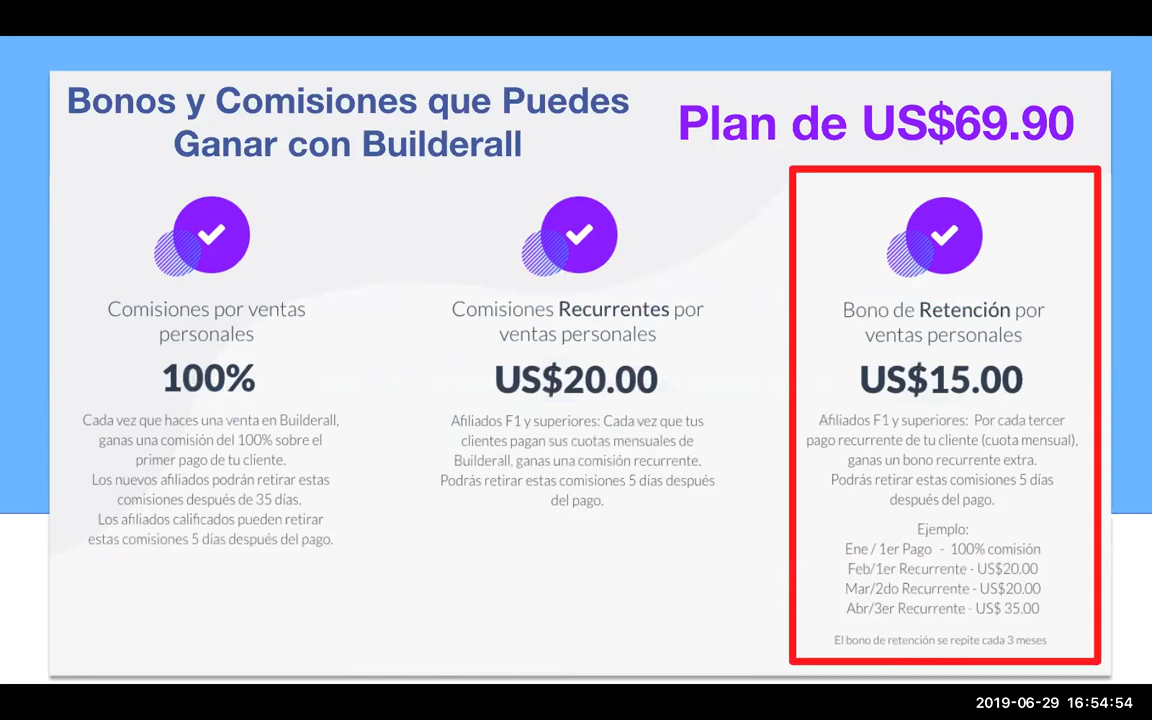 Bonos y Comisiones que Puedes
Ganar con Builderall
Plan de US$69.90
Comisiones por ventas
personales
100%
Cada vez que haces una venta en Builderall,
ganas una comisión del 100% sobre el
primer pago de tu cliente.
Los nuevos afiliados podrán retirar estas
comisiones después de 35 días.
Los afiliados calificados pueden retirar
estas comisiones 5 días después del pago.
Comisiones Recurrentes por
ventas personales
US$20.00
Afiliados F1 y superiores: Cada vez que tus
clientes pagan sus cuotas mensuales de
Builderall, ganas una comisión recurrente.
Podrás retirar estas comisiones 5 días después
del pago.
Bono de Retención por
ventas personales
US$15.00
Afiliados F1 y superiores: Por cada tercer
pago recurrente de tu cliente (cuota mensual),
ganas un bono recurrente extra.
Podrás retirar estas comisiones 5 días
después del pago.
Ejemplo:
Ene / 1er Pago - 100% comisión
Feb/1er Recurrente - US$20.00
Mar/2do Recurrente - US$20.00
Abr/3er Recurrente - US$ 35.00
El bono de retención se repite cada 3 meses
2019-06-29 16:54:54